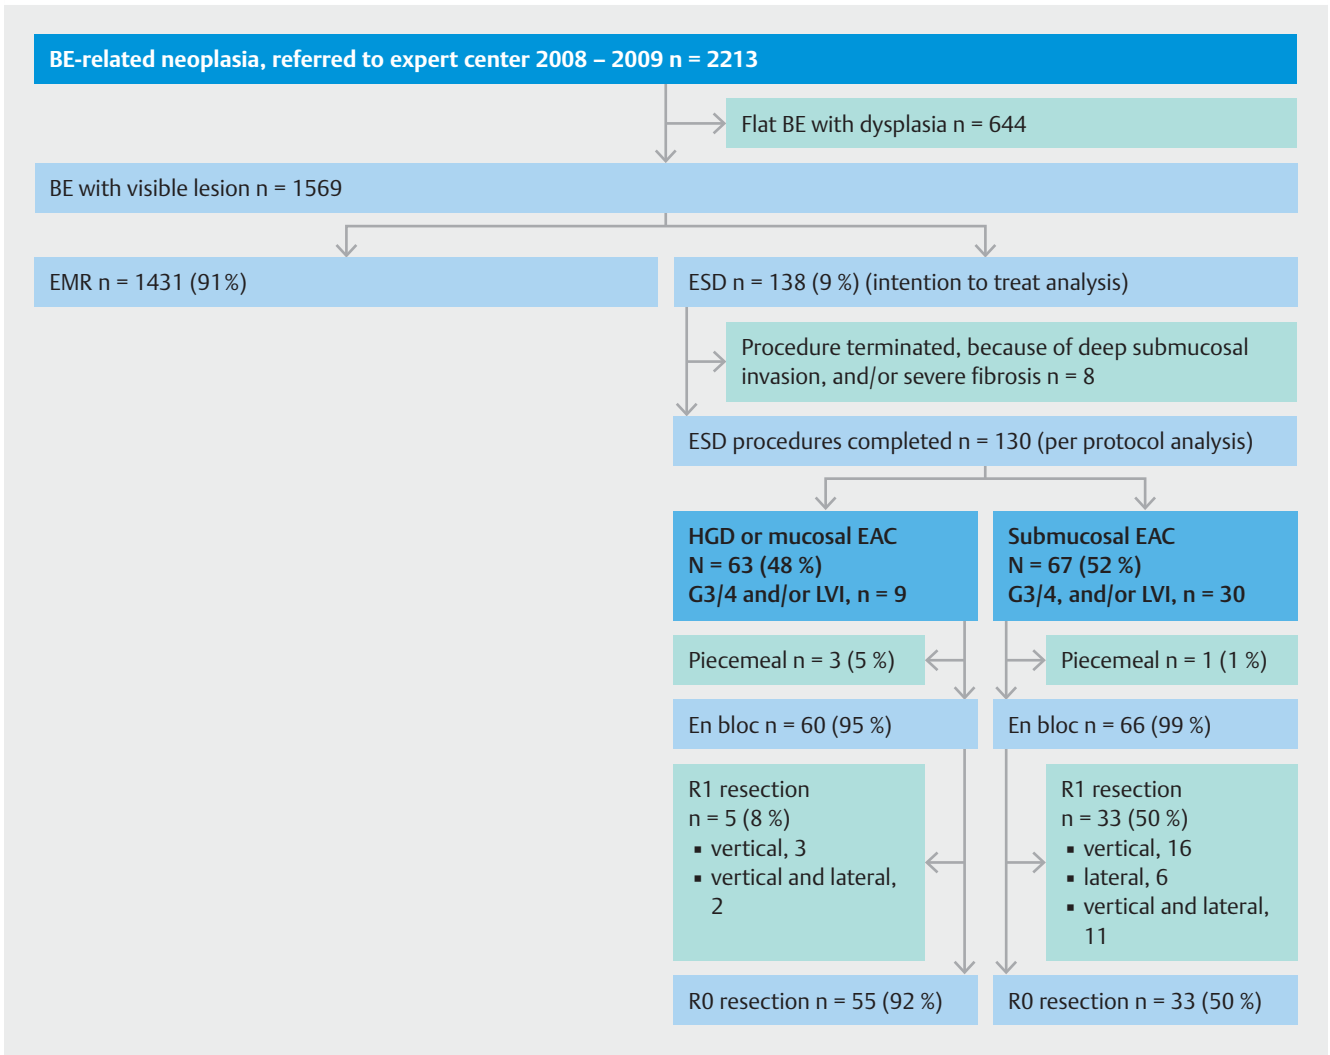 BE-related neoplasia, referred to expert center 2008 – 2009 n = 2213
Flat BE with dysplasia n = 644
BE with visible lesion n = 1569
EMR n = 1431 (91%)
ESD n = 138 (9 %) (intention to treat analysis)
Procedure terminated, because of deep submucosal
invasion, and/or severe fibrosis n = 8
ESD procedures completed n = 130 (per protocol analysis)
HGD or mucosal EAC
N = 63 (48 %)
G3/4 and/or LVI, n = 9
Submucosal EAC
N = 67 (52 %)
G3/4, and/or LVI, n = 30
Piecemeal n = 3 (5 %)
Piecemeal n = 1 (1 %)
En bloc n = 60 (95 %)
En bloc n = 66 (99 %)
R1 resection
n = 5 (8 %)
▪ vertical, 3
▪ vertical and lateral,
2
R1 resection
n = 33 (50 %)
▪ vertical, 16
▪ lateral, 6
▪ vertical and lateral,
11
R0 resection n = 55 (92 %)
R0 resection n = 33 (50 %)